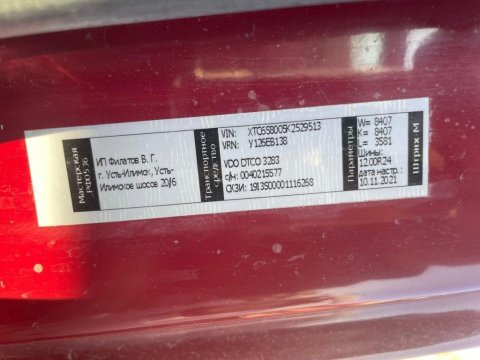 Мастерская
РФ0536
ИП Филатов В. Г.
г. Усть-Илимск, Усть-
Илимское шоссе 20/6
Транспортное
средство
VIN: XTC658005K2529513
VRN: У126ЕВ138
VDO DTCO 3283
с/н: 0040215577
СКЗИ: 1913S00001116268
Параметры
W= 8407
K = 8407
L = 3581
Шины:
12.00R24
дата настр.:
10.11.2021
Штрих-М